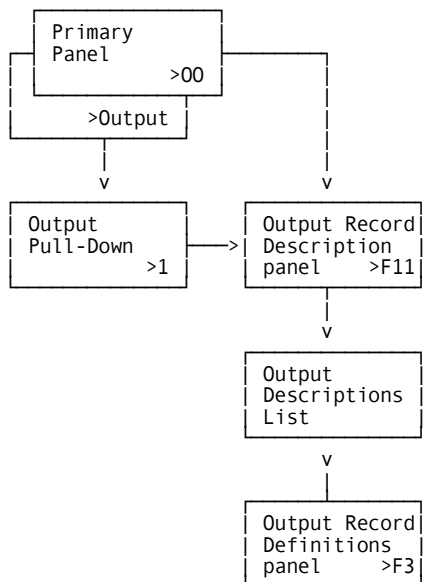 Primary
Panel
>OO
>Output
v
v
Output
Pull-Down
>1
>
Output Record
Description
panel >F11
v
Output
Descriptions
List
v
Output Record
Definitions
panel >F3